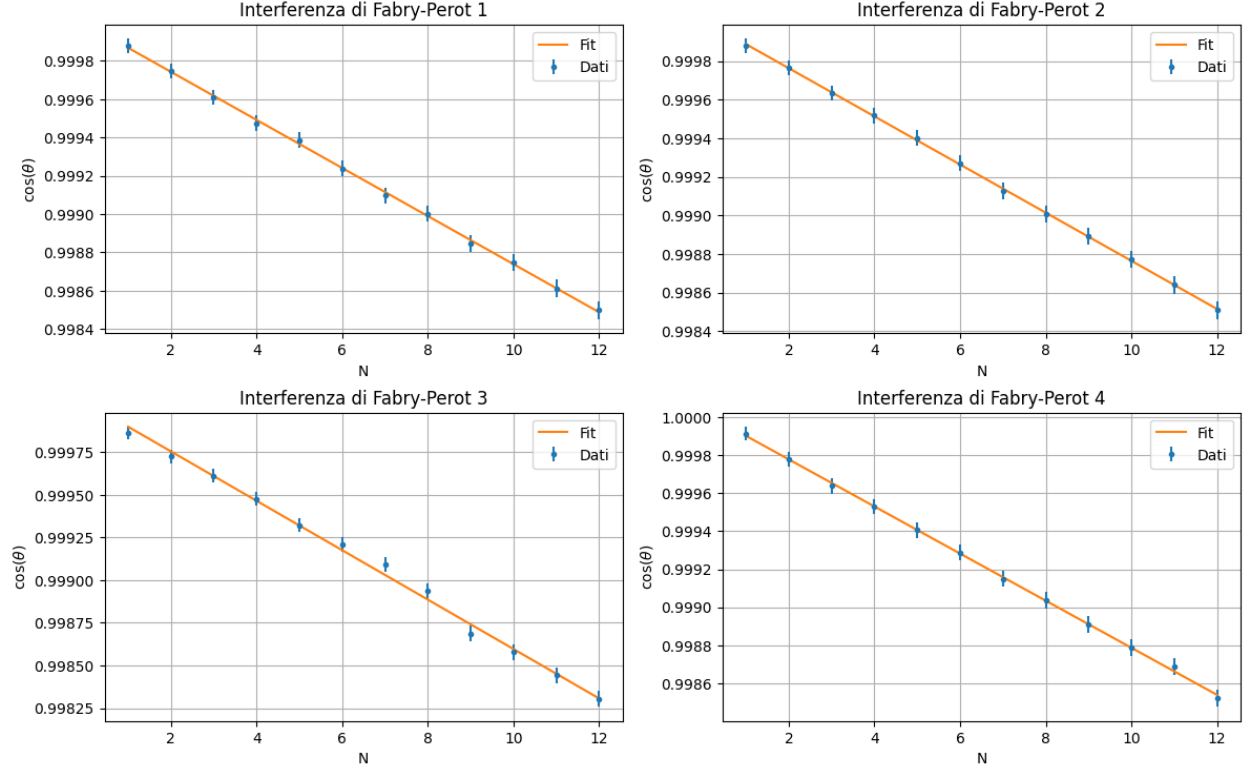 Interferenza di Fabry-Perot 1
Fit
Dati
0.9998
0.9996
0.9994
0.9992
0.9990
0.9988
0.9986
0.9984
cos(θ)
2 4 6 8 10 12
N
Interferenza di Fabry-Perot 2
Fit
Dati
0.9998
0.9996
0.9994
0.9992
0.9990
0.9988
0.9986
0.9984
cos(θ)
2 4 6 8 10 12
N
Interferenza di Fabry-Perot 3
Fit
Dati
0.99975
0.99950
0.99925
0.99900
0.99875
0.99850
0.99825
cos(θ)
2 4 6 8 10 12
N
Interferenza di Fabry-Perot 4
Fit
Dati
1.0000
0.9998
0.9996
0.9994
0.9992
0.9990
0.9988
0.9986
cos(θ)
2 4 6 8 10 12
N